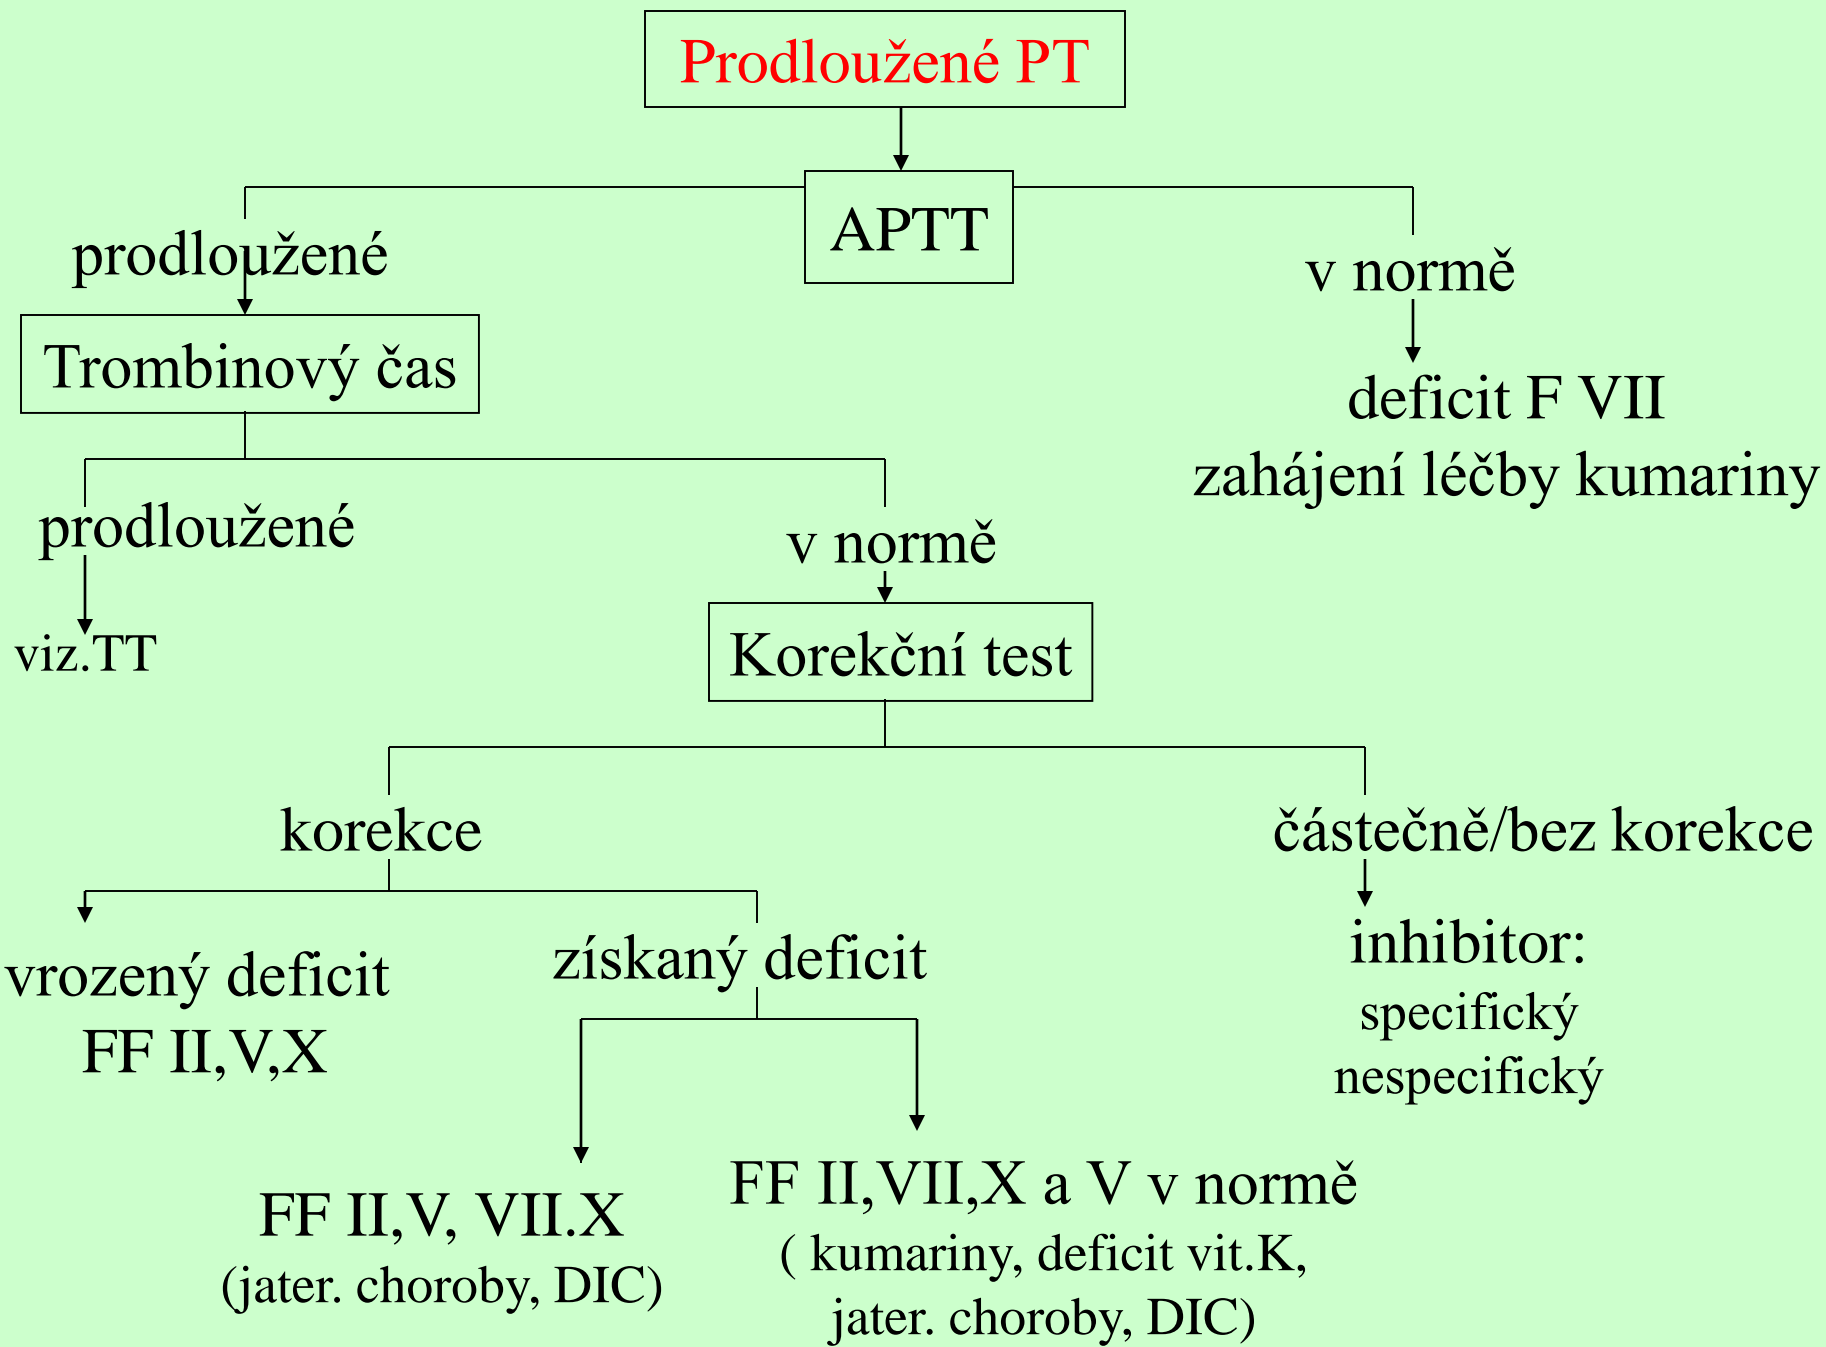 Prodloužené PT
APTT
prodloužené
v normě
Trombinový čas
deficit F VII
zahájení léčby kumariny
prodloužené
v normě
viz.TT
Korekční test
korekce
částečně/bez korekce
vrozený deficit
FF II,V,X
získaný deficit
inhibitor:
specifický
nespecifický
FF II,V, VII.X
(jater. choroby, DIC)
FF II,VII,X a V v normě
( kumariny, deficit vit.K,
jater. choroby, DIC)